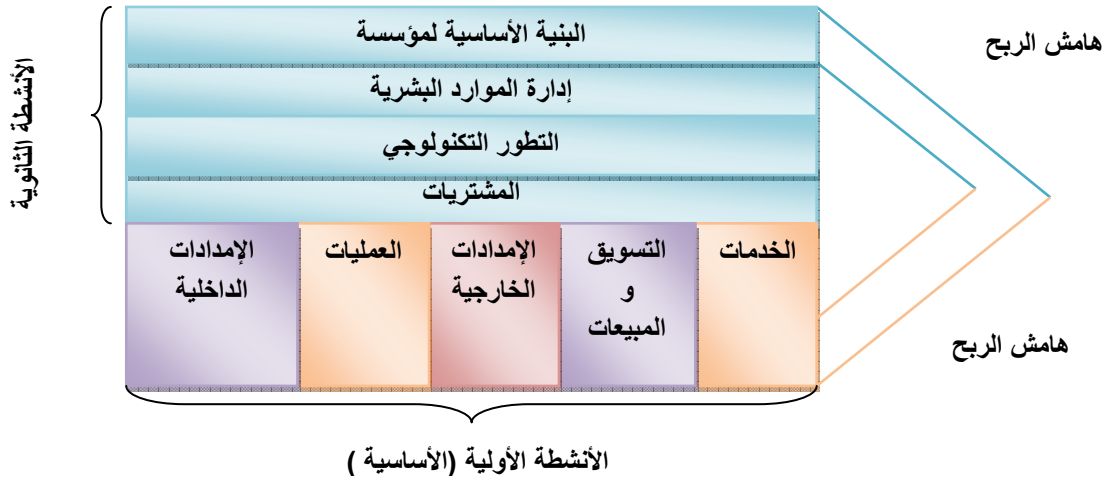 البنية الأساسية لمؤسسة
هامش الربح
إدارة الموارد البشرية
التطور التكنولوجي
المشتريات
الأنشطة الثانوية
الإمدادات
الداخلية
العمليات
الإمدادات
الخارجية
التسويق
و
المبيعات
الخدمات
هامش الربح
الأنشطة الأولية (الأساسية )